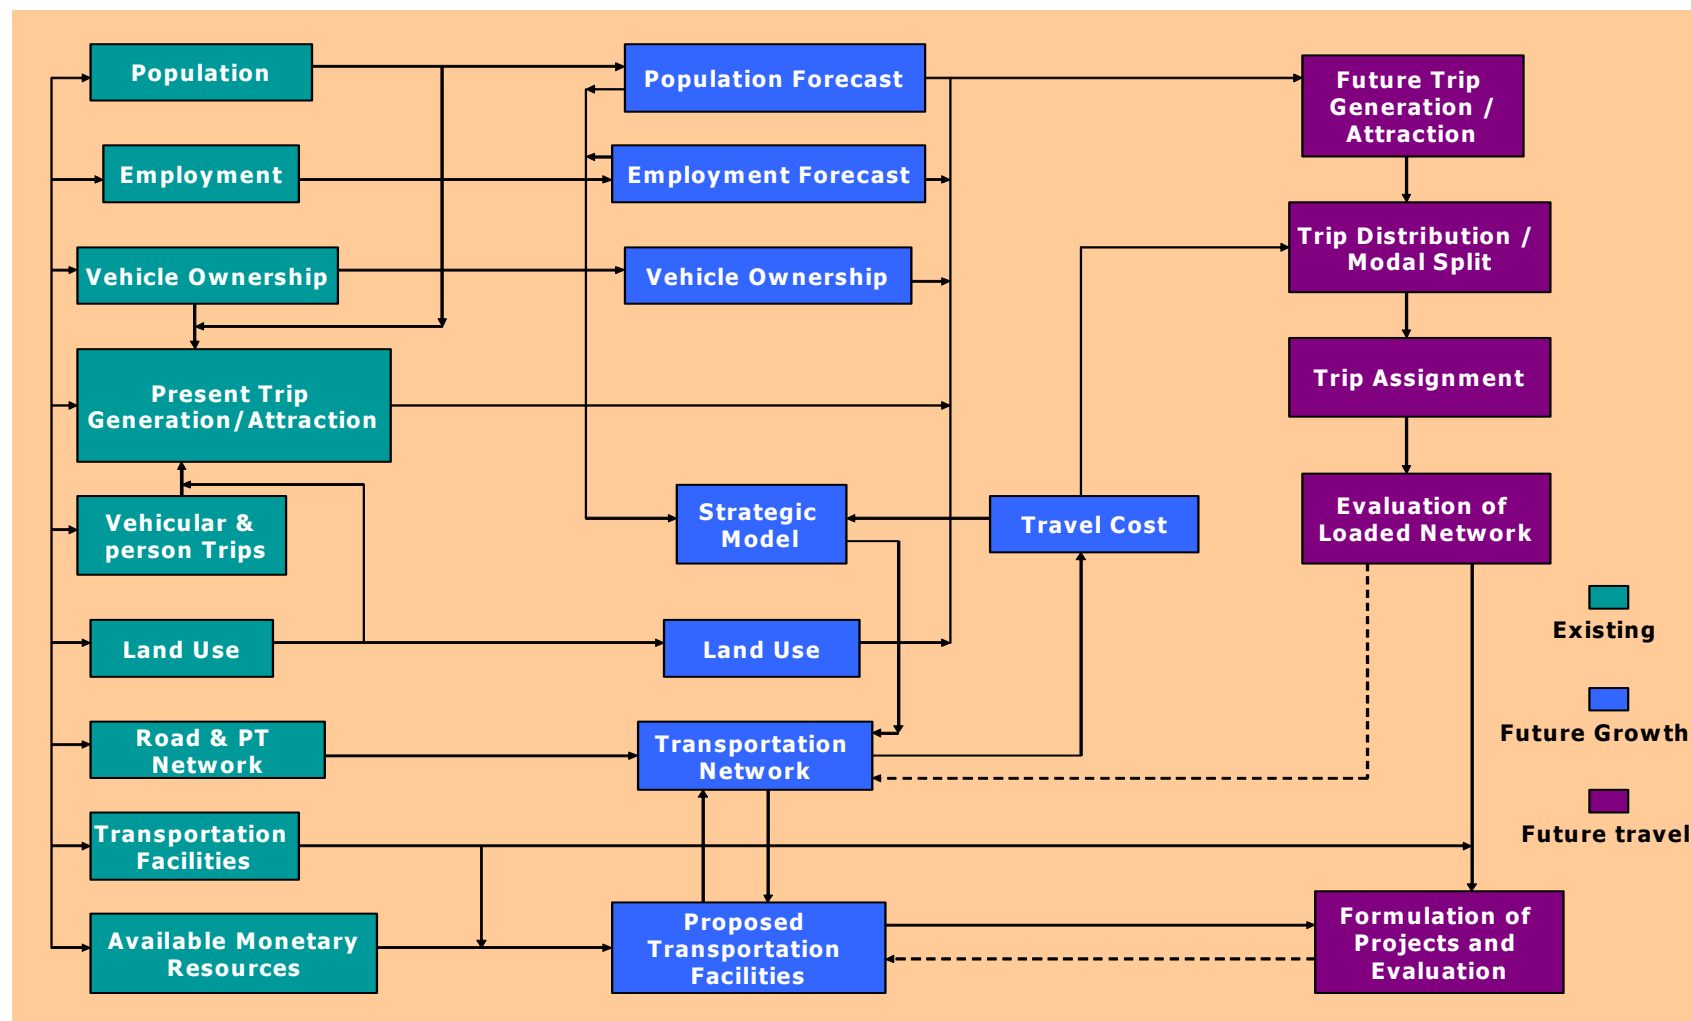 Population
Employment
Vehicle Ownership
Present Trip
Generation/Attraction
Vehicular &
person Trips
Land Use
Road & PT
Network
Transportation
Facilities
Available Monetary
Resources
Population Forecast
Employment Forecast
Vehicle Ownership
Strategic
Model
Travel Cost
Land Use
Transportation
Network
Proposed
Transportation
Facilities
Future Trip
Generation /
Attraction
Trip Distribution /
Modal Split
Trip Assignment
Evaluation of
Loaded Network
Formulation of
Projects and
Evaluation
Existing
Future Growth
Future travel